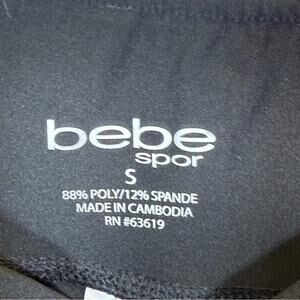 bebe
spor
S
88% POLY/12% SPANDE
MADE IN CAMBODIA
RN #63619